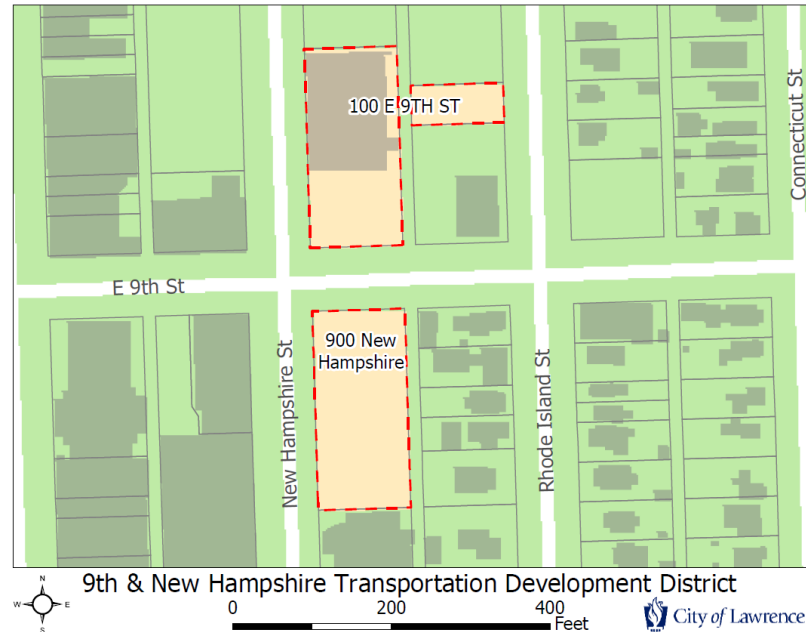 100 E 9TH ST
Connecticut St
E 9th St
900 New
Hampshire
New Hampshire St
Rhode Island St
9th & New Hampshire Transportation Development District
N
W
E
S
0
200
400
Feet
City of Lawrence